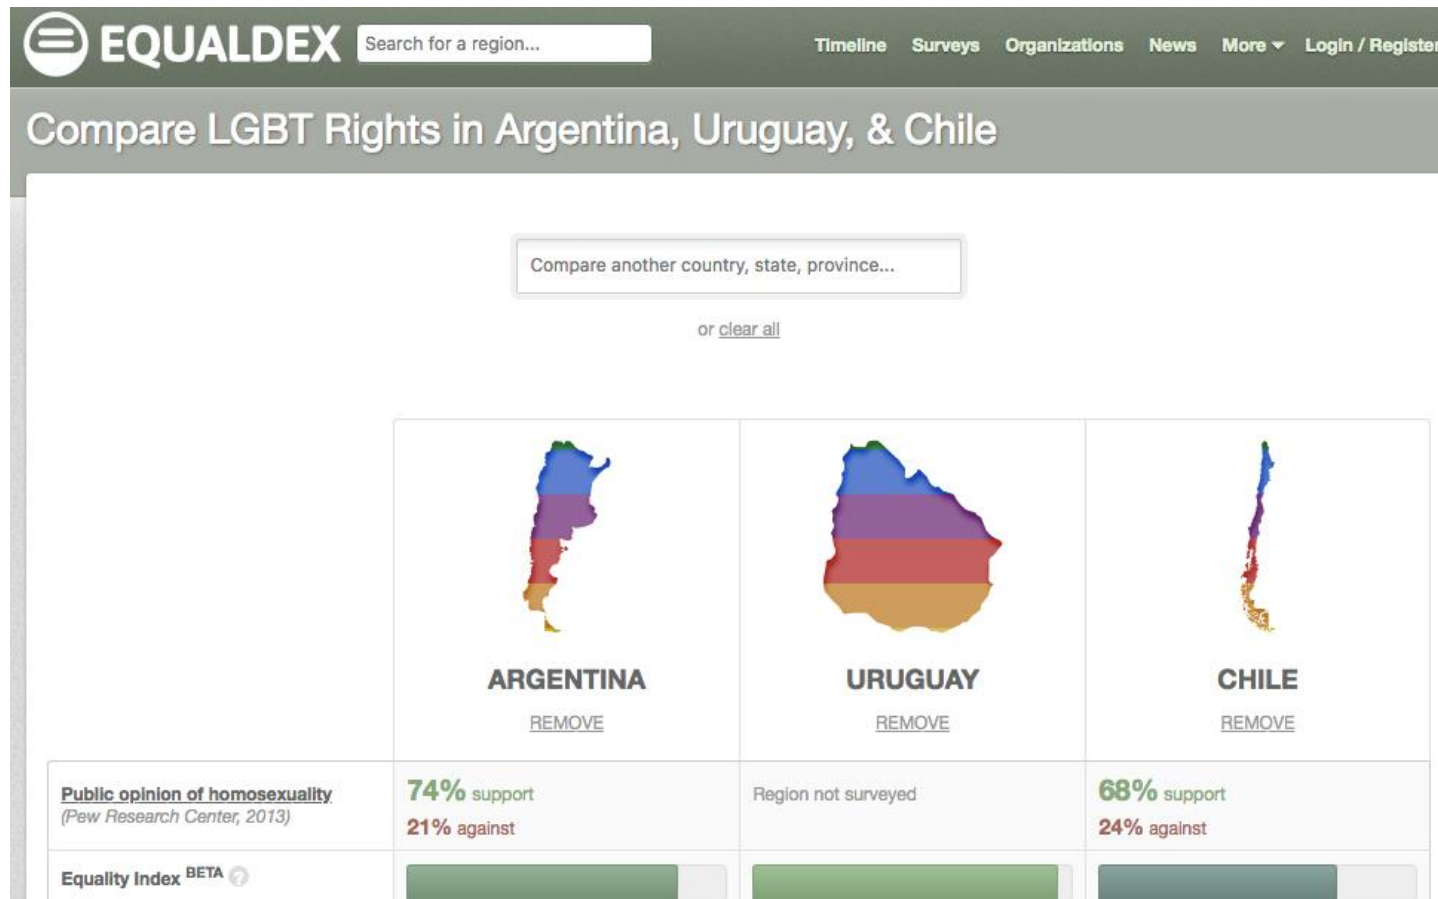 EQUALDEX
Search for a region...
Timeline Surveys Organizations News More Login / Register
Compare LGBT Rights in Argentina, Uruguay, & Chile
Compare another country, state, province...
or clear all
ARGENTINA URUGUAY CHILE
REMOVE REMOVE REMOVE
Public opinion of homosexuality
(Pew Research Center, 2013)
74% support
21% against
Region not surveyed
68% support
24% against
Equality Index BETA ?